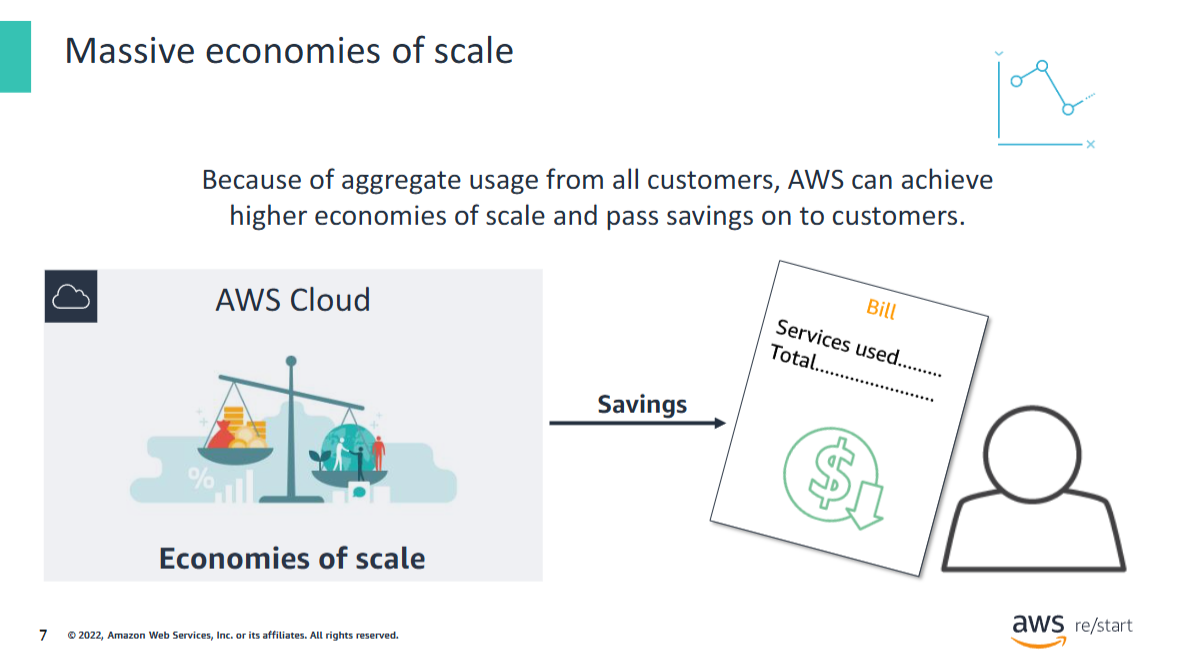 Massive economies of scale
Because of aggregate usage from all customers, AWS can achieve
higher economies of scale and pass savings on to customers.
AWS Cloud
%
Economies of scale
Savings
Bill
Services used.........
Total.....................
$
7 © 2022, Amazon Web Services, Inc. or its affiliates. All rights reserved.
aws re/start